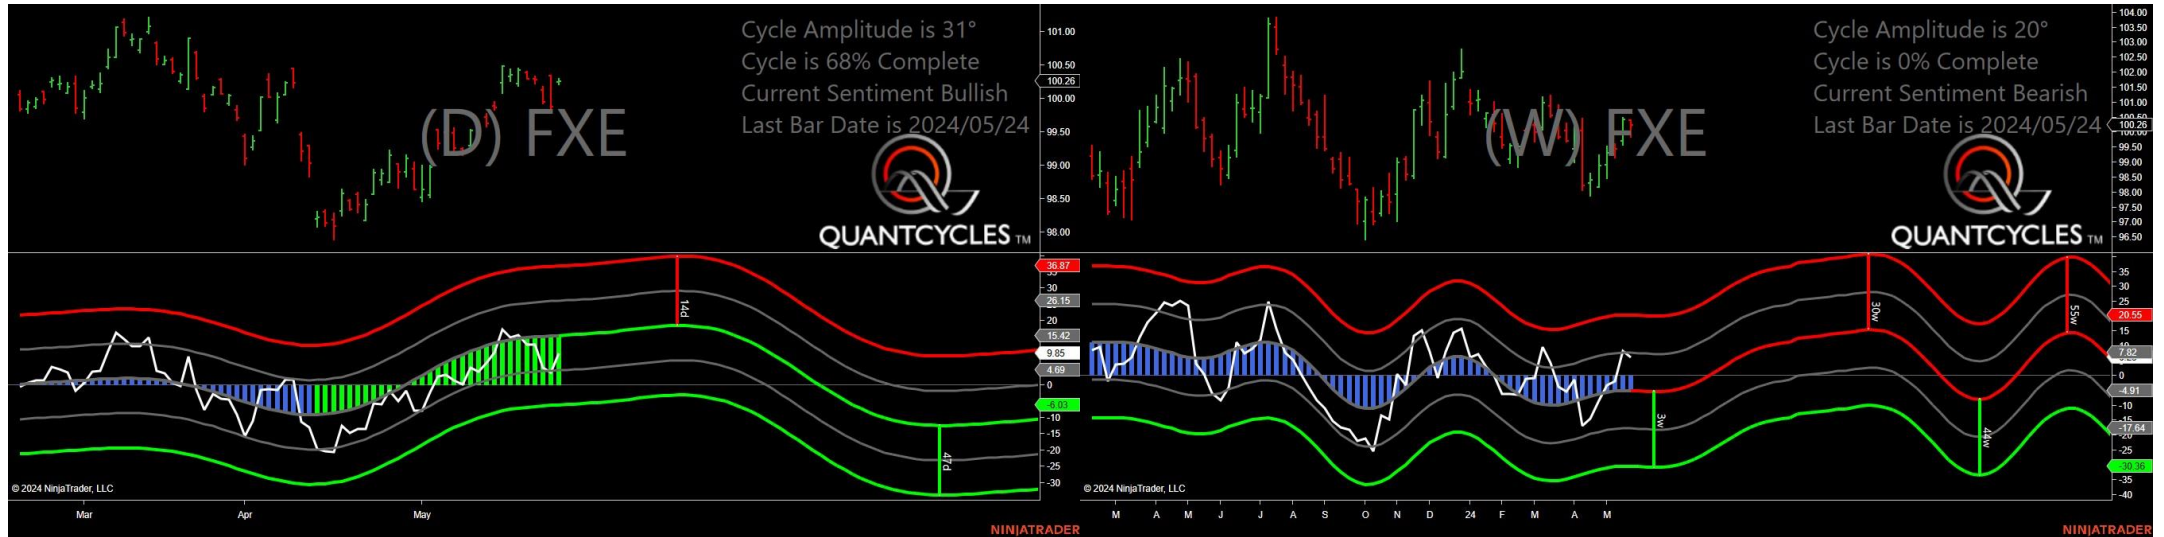 Cycle Amplitude is 31°
Cycle is 68% Complete
Current Sentiment Bullish
Last Bar Date is 2024/05/24
(D) FXE
QUANTCYCLES TM
101.00
100.50
100.26
100.00
99.50
99.00
98.50
98.00
36.87
35
30
26.15
20
15.42
9.85
4.69
0
-6.03
-10
-15
-20
-25
-30
14d
47d
© 2024 NinjaTrader, LLC
Mar Apr May
NINJATRADER
Cycle Amplitude is 20°
Cycle is 0% Complete
Current Sentiment Bearish
Last Bar Date is 2024/05/24
(W) FXE
QUANTCYCLES TM
104.00
103.50
103.00
102.50
102.00
101.50
101.00
100.26
99.50
99.00
98.50
98.00
97.50
97.00
96.50
35
30
25
20.55
15
7.82
0
-4.91
-10
-17.64
-25
-30.36
-35
-40
30w
55w
3w
44w
© 2024 NinjaTrader, LLC
M A M J J A S O N D 24 F M A M
NINJATRADER